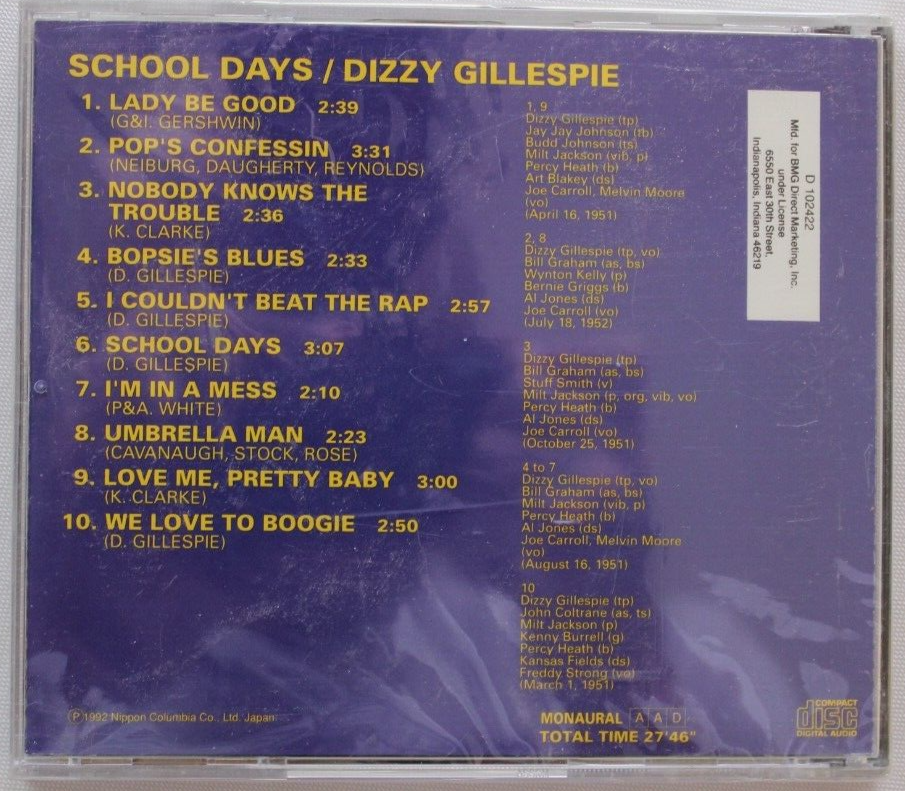 SCHOOL DAYS / DIZZY GILLESPIE
1. LADY BE GOOD 2:39
(G&I. GERSHWIN)
2. POP'S CONFESSIN 3:31
(NEIBURG, DAUGHERTY, REYNOLDS)
3. NOBODY KNOWS THE
TROUBLE 2:36
(K. CLARKE)
4. BOPSIE'S BLUES 2:33
(D. GILLESPIE)
5. I COULDN'T BEAT THE RAP 2:57
(D. GILLESPIE)
6. SCHOOL DAYS 3:07
(D. GILLESPIE)
7. I'M IN A MESS 2:10
(P&A. WHITE)
8. UMBRELLA MAN 2:23
(CAVANAUGH, STOCK, ROSE)
9. LOVE ME, PRETTY BABY 3:00
(K. CLARKE)
10. WE LOVE TO BOOGIE 2:50
(D. GILLESPIE)
1, 9
Dizzy Gillespie (tp)
Jay Jay Johnson (tb)
Budd Johnson (ts)
Milt Jackson (vib, p)
Percy Heath (b)
Art Blakey (ds)
Joe Carroll, Melvin Moore
(vo)
(April 16, 1951)
2, 8
Dizzy Gillespie (tp, vo)
Bill Graham (as, bs)
Wynton Kelly (p)
Bernie Griggs (b)
Al Jones (ds)
Joe Carroll (vo)
(July 18, 1952)
3
Dizzy Gillespie (tp)
Bill Graham (as, bs)
Stuff Smith (v)
Milt Jackson (p, org, vib, vo)
Percy Heath (b)
Al Jones (ds)
Joe Carroll (vo)
(October 25, 1951)
4 to 7
Dizzy Gillespie (tp, vo)
Bill Graham (as, bs)
Milt Jackson (vib, p)
Percy Heath (b)
Al Jones (ds)
Joe Carroll, Melvin Moore
(vo)
(August 16, 1951)
10
Dizzy Gillespie (tp)
John Coltrane (as, ts)
Milt Jackson (p)
Kenny Burrell (g)
Percy Heath (b)
Kansas Fields (ds)
Freddy Strong (vo)
(March 1, 1951)
D 102422
Mfd. for BMG Direct Marketing, Inc.
under License
6550 East 30th Street,
Indianapolis, Indiana 46219
℗1992 Nippon Columbia Co., Ltd. Japan
MONAURAL A A D
TOTAL TIME 27'46"
COMPACT
disc
DIGITAL AUDIO